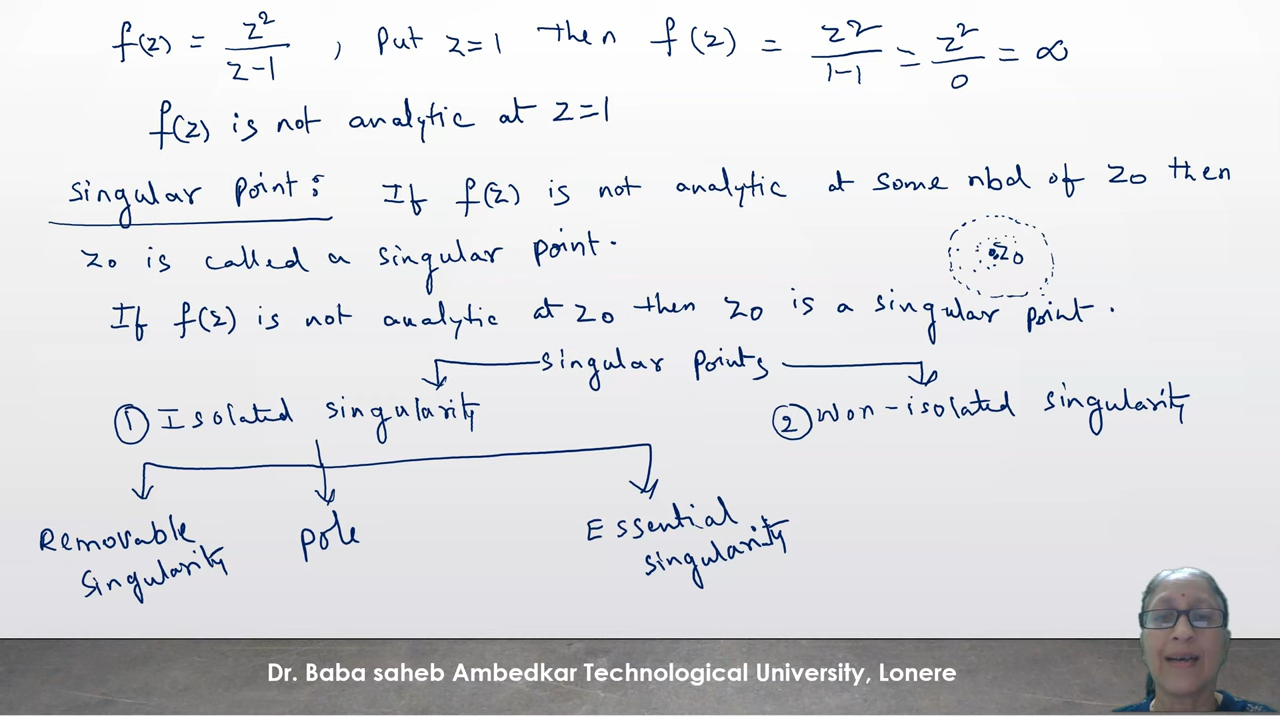 f(z) = z²/z-1 , put z=1 then f(z) = z²/1-1 = z²/0 = ∞
f(z) is not analytic at z=1
singular point: If f(z) is not analytic at some nbd of z0 then
z0 is called a singular point.
z0
If f(z) is not analytic at z0 then z0 is a singular point.
singular points
① Isolated singularity ② Non-isolated singularity
Removable singularity
pole
Essential singularity
Dr. Baba saheb Ambedkar Technological University, Lonere